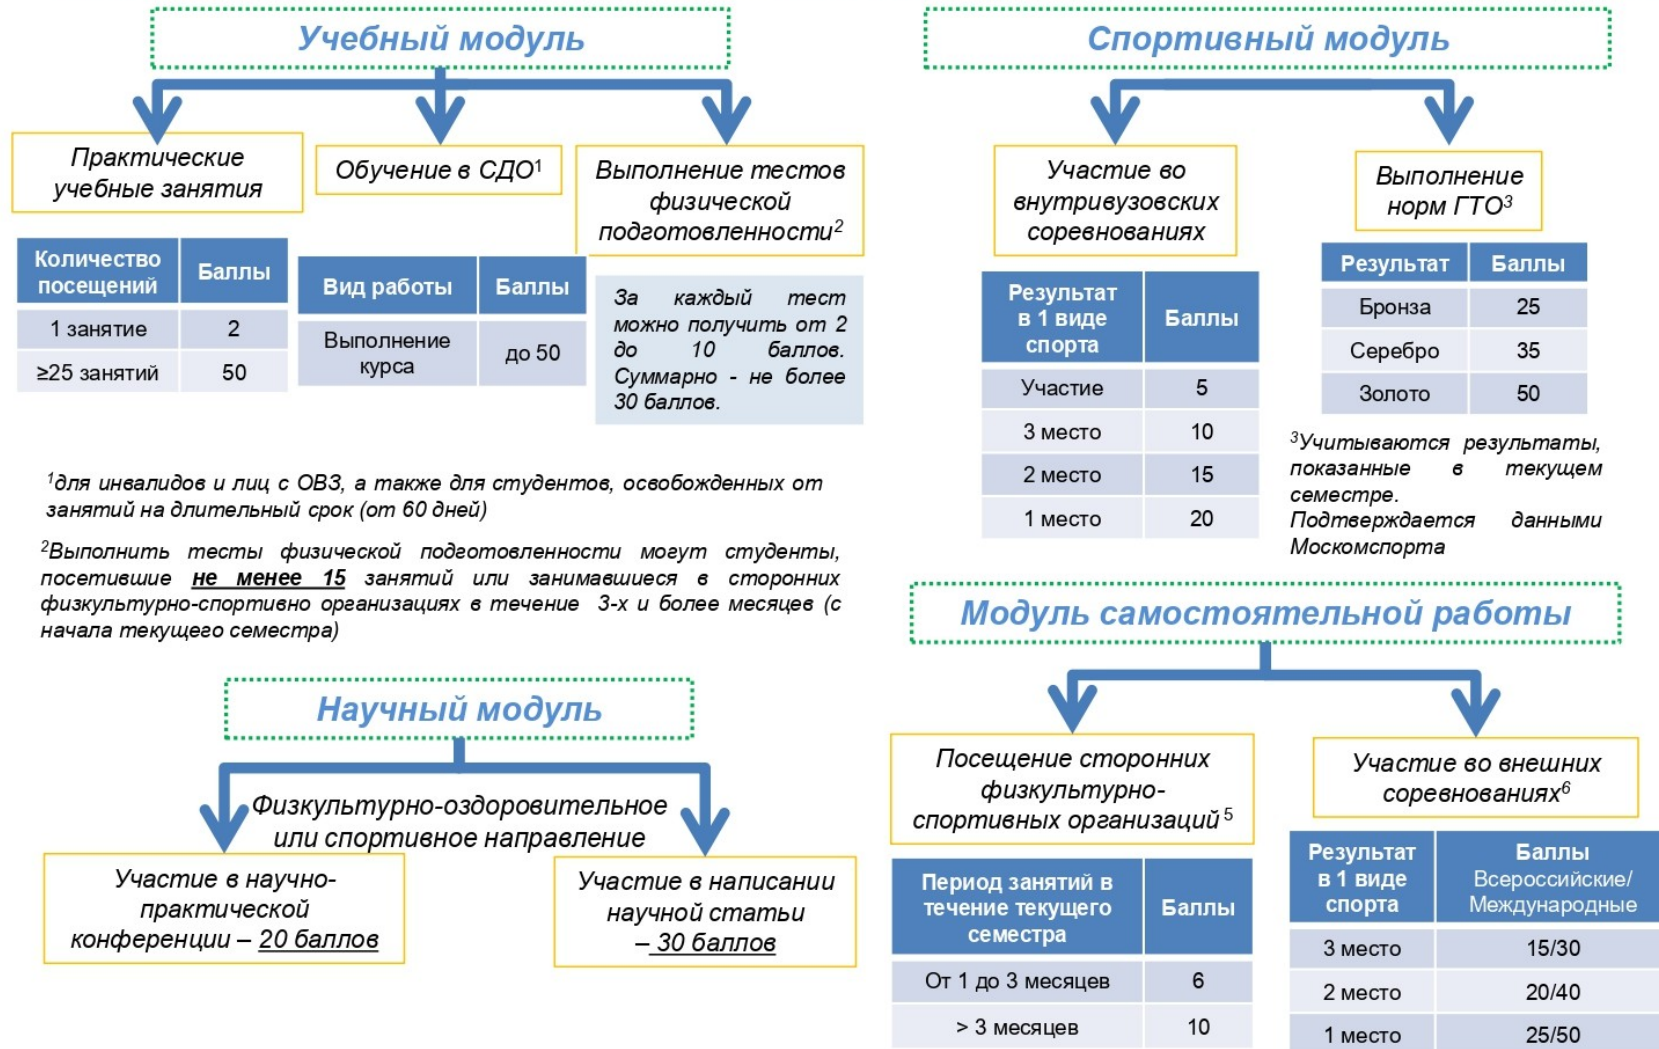 Учебный модуль
Практические
учебные занятия
Обучение в СДО¹
Выполнение тестов
физической
подготовленности²
Количество
посещений
Баллы
1 занятие
2
≥25 занятий
50
Вид работы
Баллы
Выполнение
курса
до 50
За каждый тест
можно получить от 2
до 10 баллов.
Суммарно - не более
30 баллов.
¹для инвалидов и лиц с ОВЗ, а также для студентов, освобожденных от
занятий на длительный срок (от 60 дней)
²Выполнить тесты физической подготовленности могут студенты,
посетившие не менее 15 занятий или занимавшиеся в сторонних
физкультурно-спортивно организациях в течение 3-х и более месяцев (с
начала текущего семестра)
Спортивный модуль
Участие во
внутривузовских
соревнованиях
Выполнение
норм ГТО³
Результат
в 1 виде
спорта
Баллы
Участие
5
3 место
10
2 место
15
1 место
20
Результат
Баллы
Бронза
25
Серебро
35
Золото
50
³Учитываются результаты,
показанные в текущем
семестре.
Подтверждается данными
Москомспорта
Научный модуль
Физкультурно-оздоровительное
или спортивное направление
Участие в научно-
практической
конференции – 20 баллов
Участие в написании
научной статьи
– 30 баллов
Модуль самостоятельной работы
Посещение сторонних
физкультурно-
спортивных организаций ⁵
Участие во внешних
соревнованиях⁶
Период занятий в
течение текущего
семестра
Баллы
От 1 до 3 месяцев
6
> 3 месяцев
10
Результат
в 1 виде
спорта
Баллы
Всероссийские/
Международные
3 место
15/30
2 место
20/40
1 место
25/50